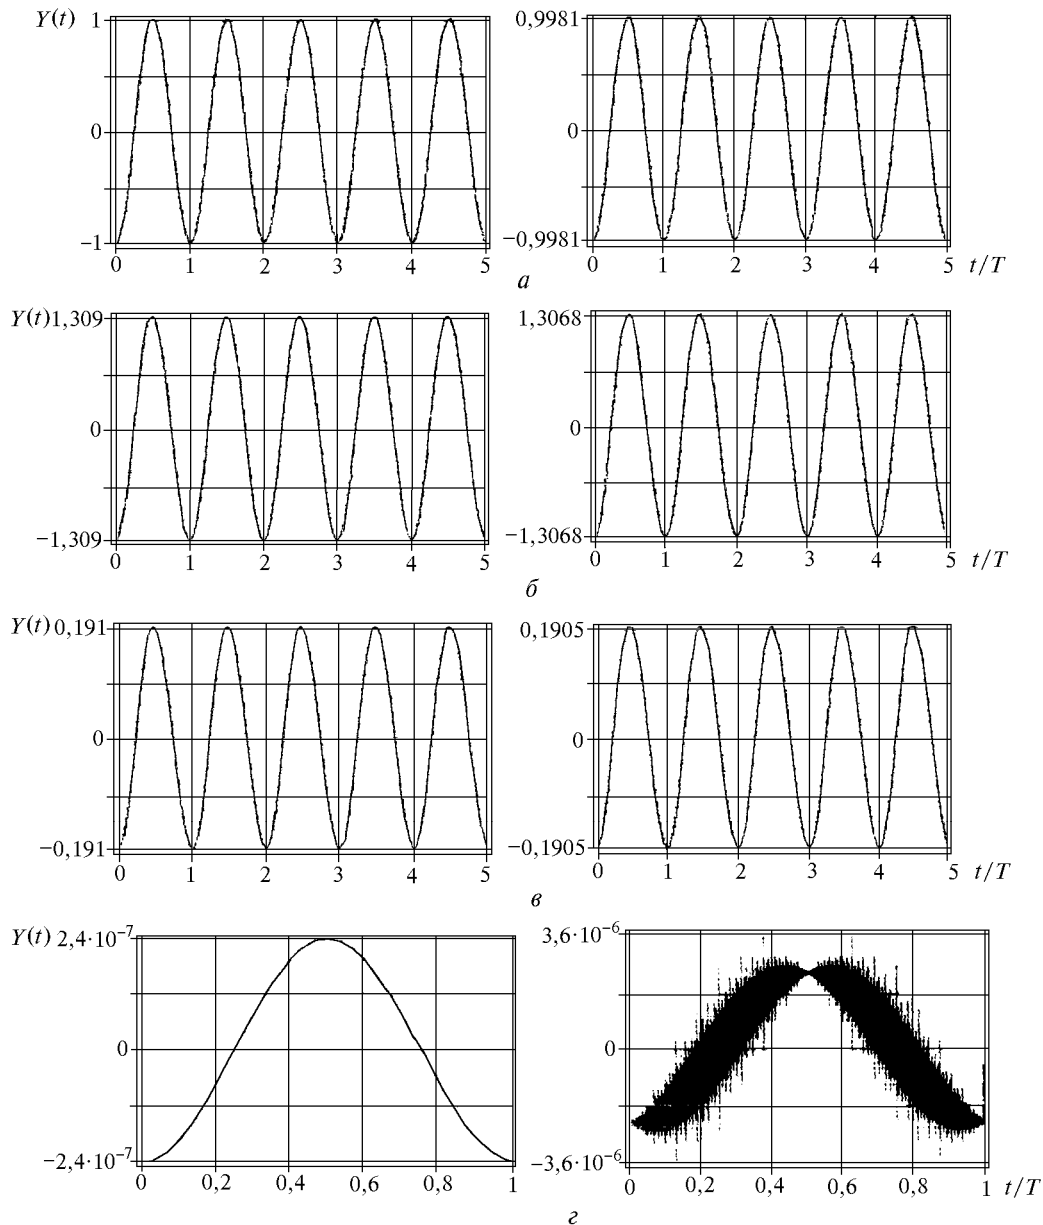 Y(t) 1 0,9981
0 0
−1 −0,9981
0 1 2 3 4 5 0 1 2 3 4 5 t/T
а
Y(t) 1,309 1,3068
0 0
−1,309 −1,3068
0 1 2 3 4 5 0 1 2 3 4 5 t/T
б
Y(t) 0,191 0,1905
0 0
−0,191 −0,1905
0 1 2 3 4 5 0 1 2 3 4 5 t/T
в
Y(t) 2,4·10⁻⁷ 3,6·10⁻⁶
0 0
−2,4·10⁻⁷ −3,6·10⁻⁶
0 0,2 0,4 0,6 0,8 1 0 0,2 0,4 0,6 0,8 1 t/T
г